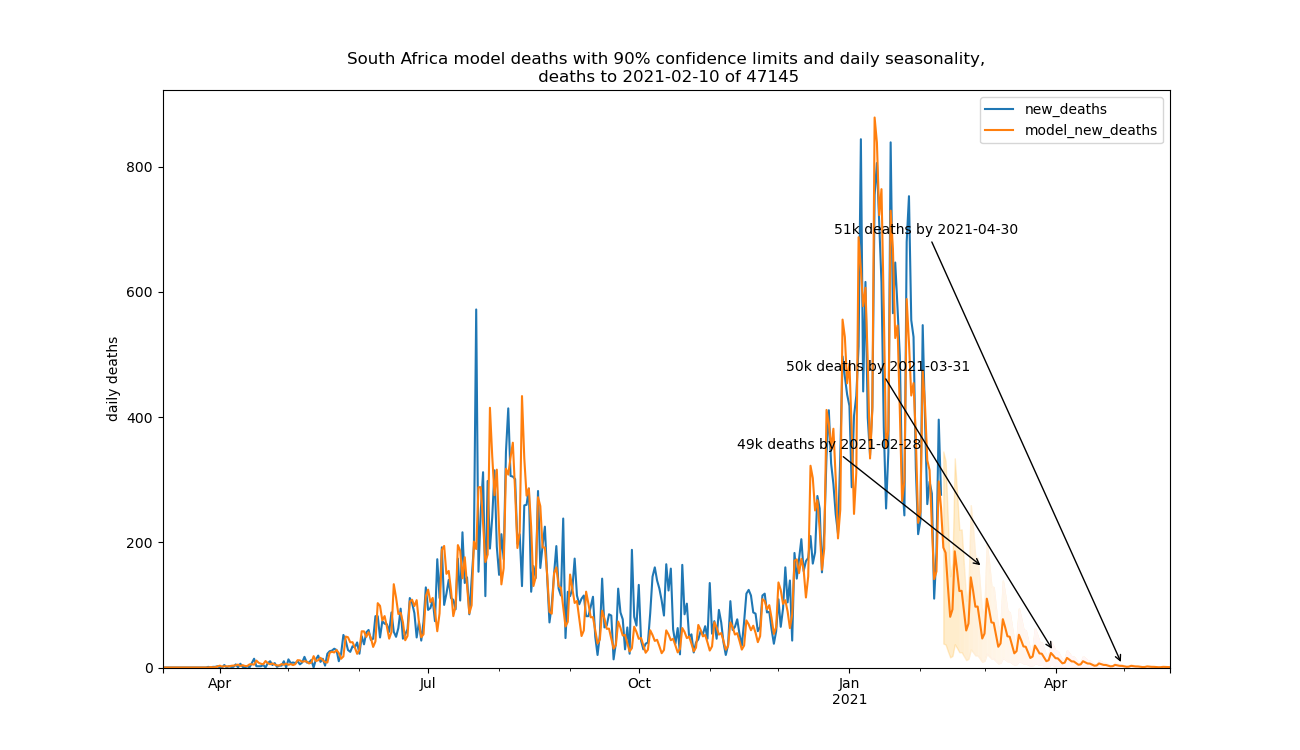 South Africa model deaths with 90% confidence limits and daily seasonality,
deaths to 2021-02-10 of 47145
new_deaths
model_new_deaths
800
51k deaths by 2021-04-30
600
daily deaths
50k deaths by 2021-03-31
400
49k deaths by 2021-02-28
200
0
Apr Jul Oct Jan Apr
2021